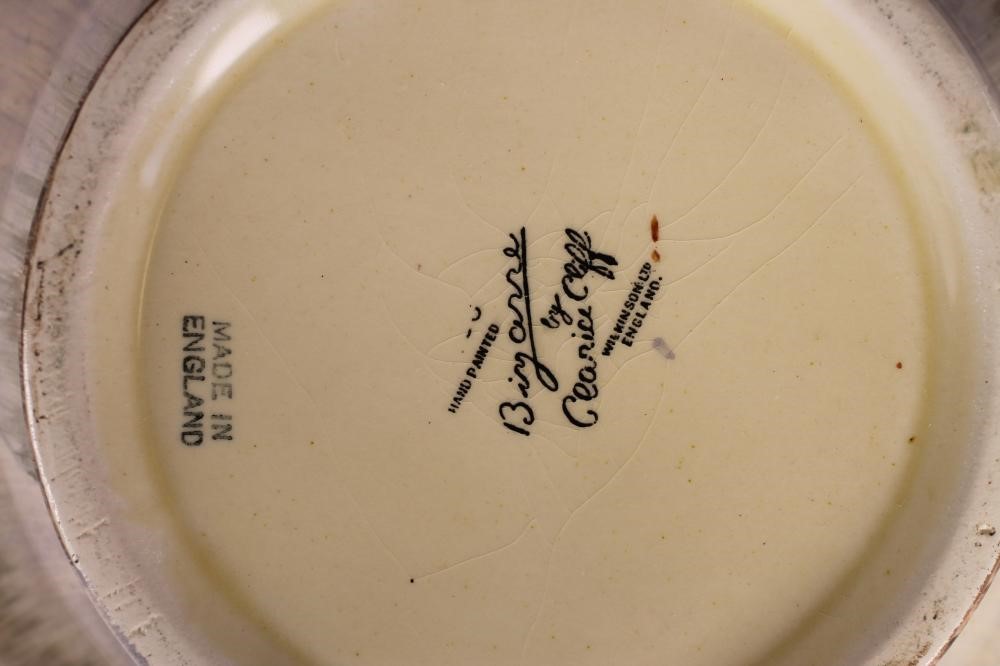 HAND PAINTED
Bizarre
by
Clarice Cliff
WILKINSON LTD
ENGLAND.
MADE IN
ENGLAND